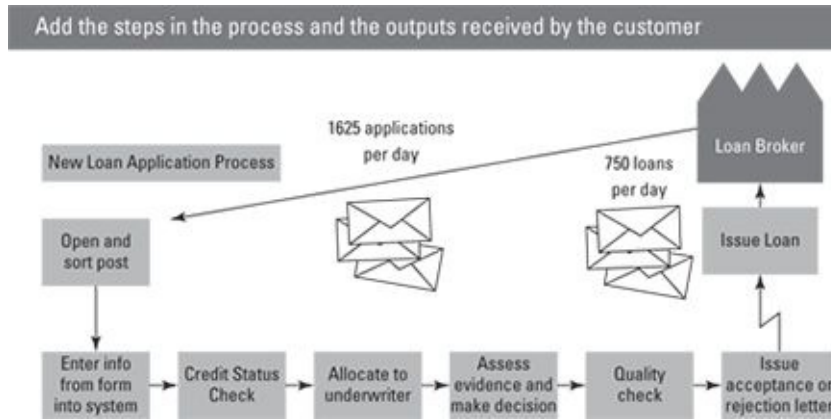 Add the steps in the process and the outputs received by the customer
1625 applications
per day
750 loans
per day
Loan Broker
New Loan Application Process
Open and
sort post
Issue Loan
Enter info
from form
into system
Credit Status
Check
Allocate to
underwriter
Assess
evidence and
make decision
Quality
check
Issue
acceptance or
rejection letter